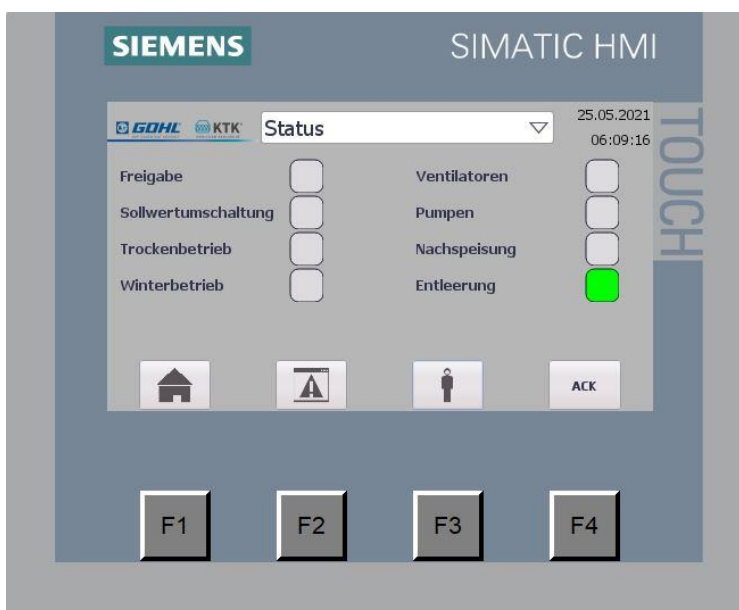 SIEMENS
SIMATIC HMI
TOUCH
GOHL KTK
Status
25.05.2021
06:09:16
Freigabe
Ventilatoren
Sollwertumschaltung
Pumpen
Trockenbetrieb
Nachspeisung
Winterbetrieb
Entleerung
ACK
F1
F2
F3
F4